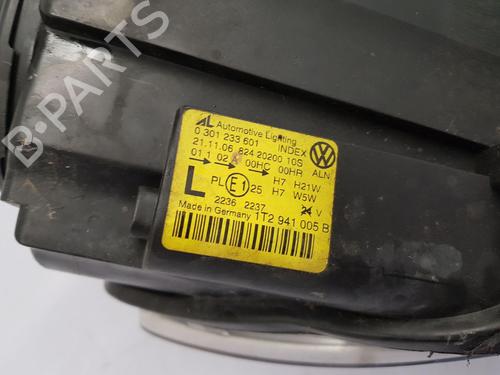 B-PARTS
AL Automotive Lighting
0 301 233 601 INDEX
21.11.06 824 20200 10S ALN
01 1 02 00HC 00HR
H7 H21W
L PL E1 25 H7 W5W
2236 2237 V
Made in Germany 1T2 941 005 B